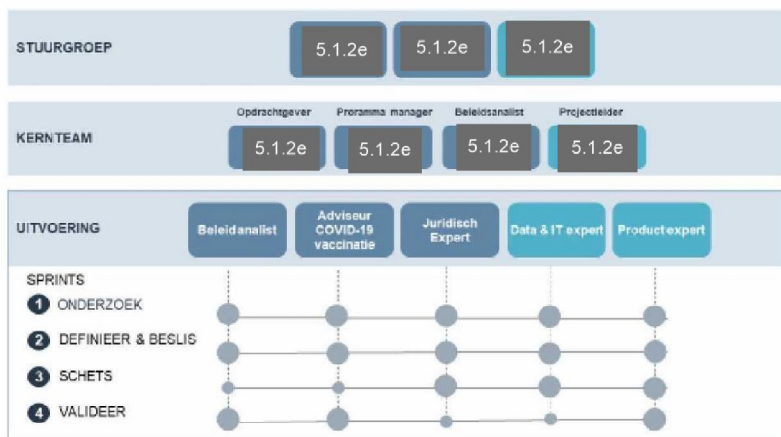 STUURGROEP
5.1.2e 5.1.2e 5.1.2e
Opdrachtgever Proramma manager Beleidsanalist Projectleider
KERNTEAM
5.1.2e 5.1.2e 5.1.2e 5.1.2e
UITVOERING
Beleidanalist
Adviseur
COVID-19
vaccinatie
Juridisch
Expert
Data & IT expert
Productexpert
SPRINTS
1 ONDERZOEK
2 DEFINIEER & BESLIS
3 SCHETS
4 VALIDEER